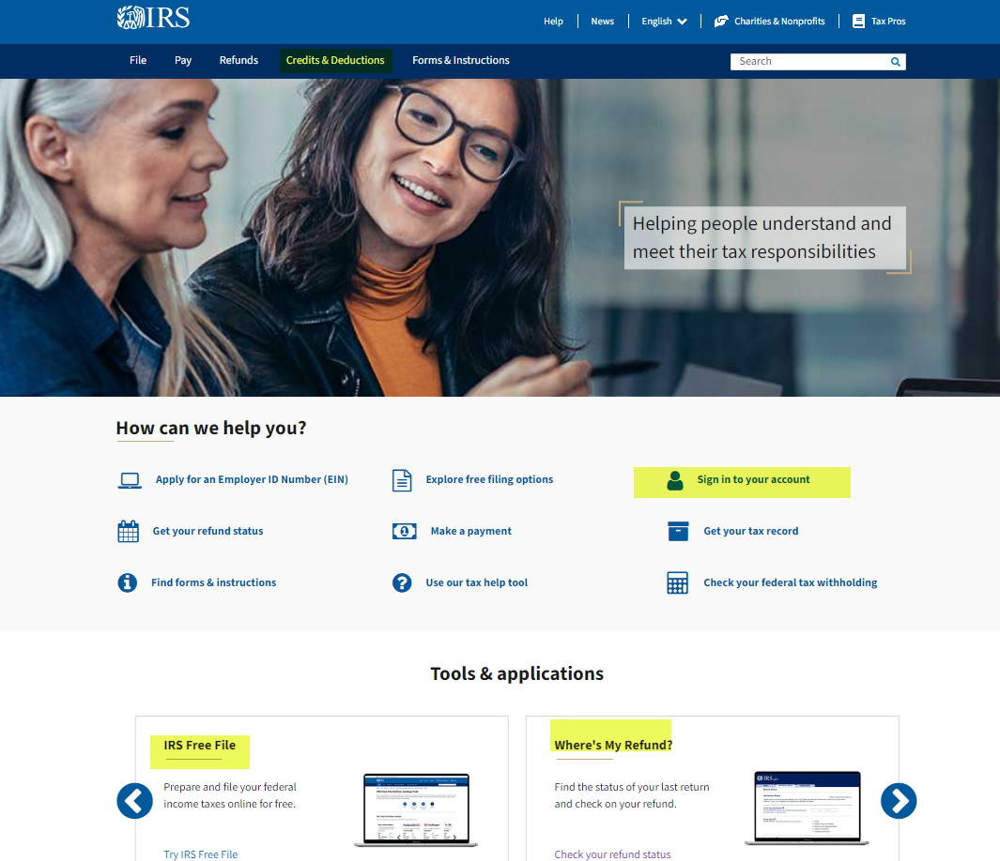 IRS
Help
News
English
Charities & Nonprofits
Tax Pros
File
Pay
Refunds
Credits & Deductions
Forms & Instructions
Search
Helping people understand and
meet their tax responsibilities
How can we help you?
Apply for an Employer ID Number (EIN)
Explore free filing options
Sign in to your account
Get your refund status
Make a payment
Get your tax record
Find forms & instructions
Use our tax help tool
Check your federal tax withholding
Tools & applications
IRS Free File
Prepare and file your federal
income taxes online for free.
Try IRS Free File
Where's My Refund?
Find the status of your last return
and check on your refund.
Check your refund status